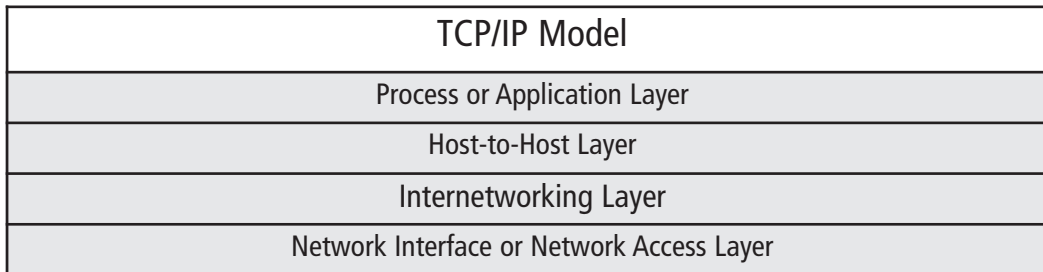 TCP/IP Model
Process or Application Layer
Host-to-Host Layer
Internetworking Layer
Network Interface or Network Access Layer